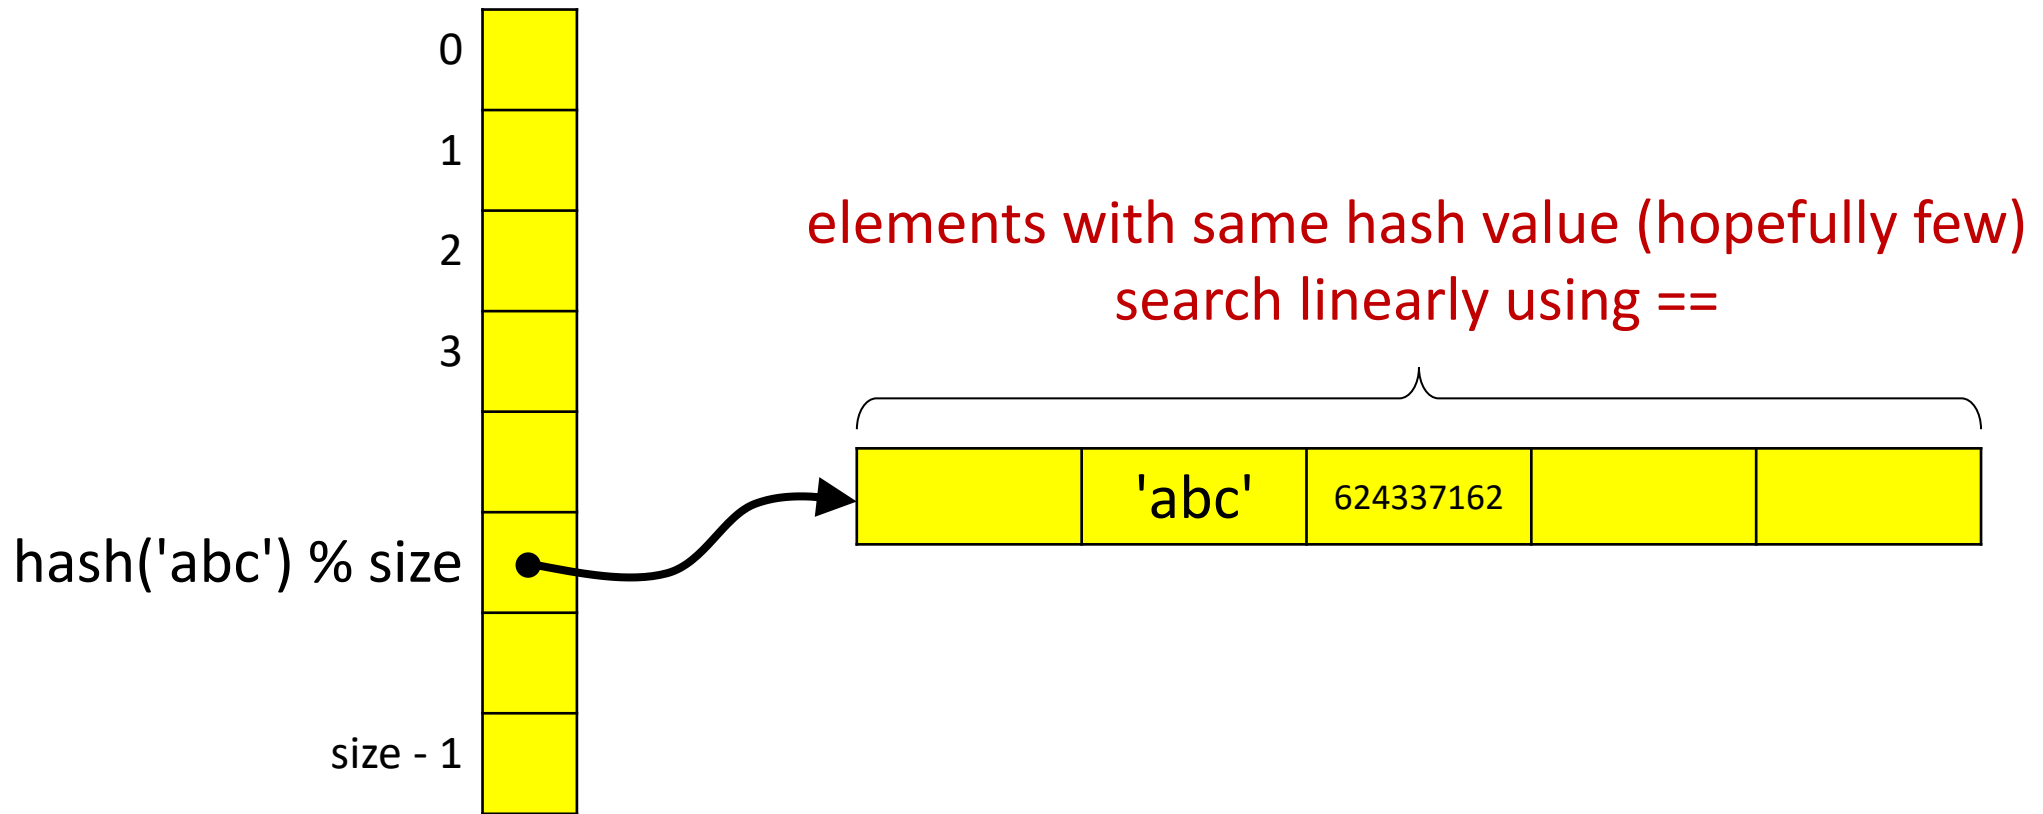 0
1
2
3
hash('abc') % size
size - 1
elements with same hash value (hopefully few)
search linearly using ==
'abc'
624337162